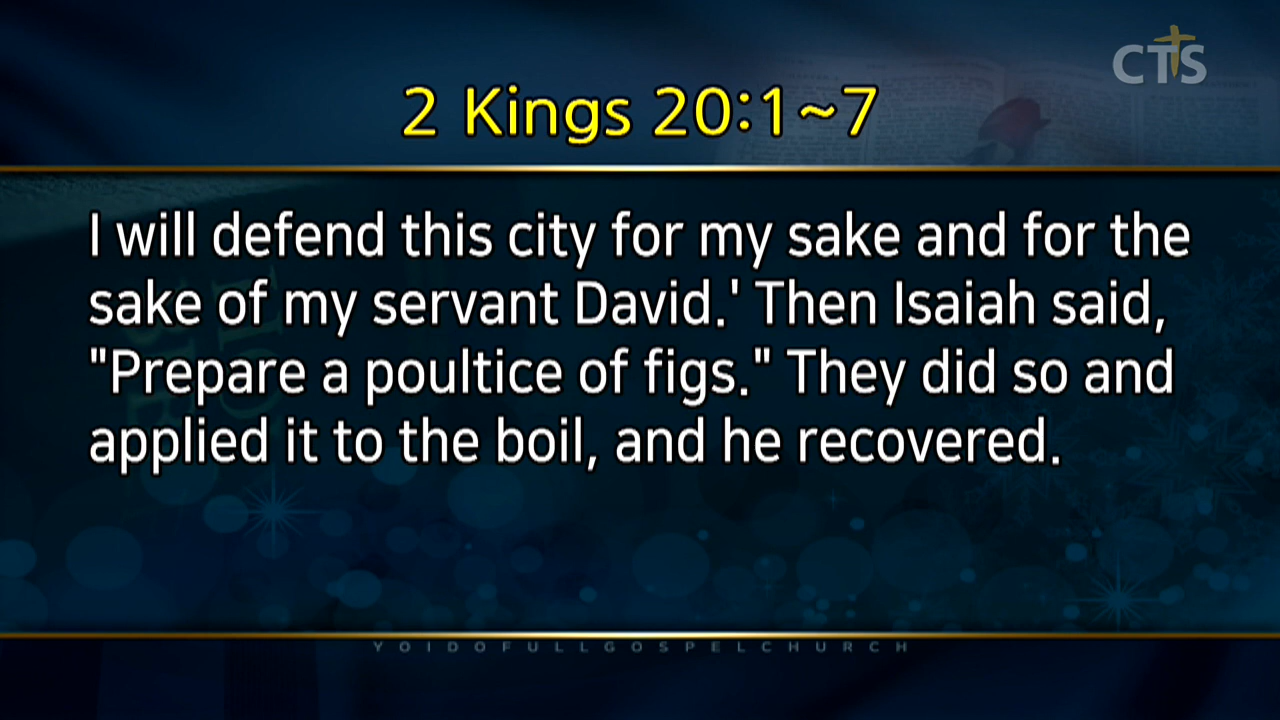 CTS
2 Kings 20:1~7
I will defend this city for my sake and for the
sake of my servant David.' Then Isaiah said,
"Prepare a poultice of figs." They did so and
applied it to the boil, and he recovered.
YOIDOFULLGOSPELCHURCH